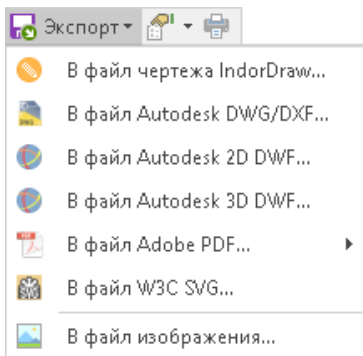 Экспорт
В файл чертежа IndorDraw...
В файл Autodesk DWG/DXF...
В файл Autodesk 2D DWF...
В файл Autodesk 3D DWF...
В файл Adobe PDF...
В файл W3C SVG...
В файл изображения...